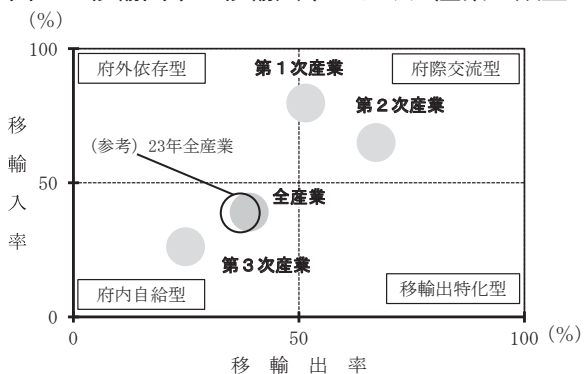 (%)
100
府外依存型
第１次産業
府際交流型
第２次産業
移輸入率
(参考) 23年全産業
50
全産業
第３次産業
府内自給型
移輸出特化型
0
0
50
100 (%)
移輸出率